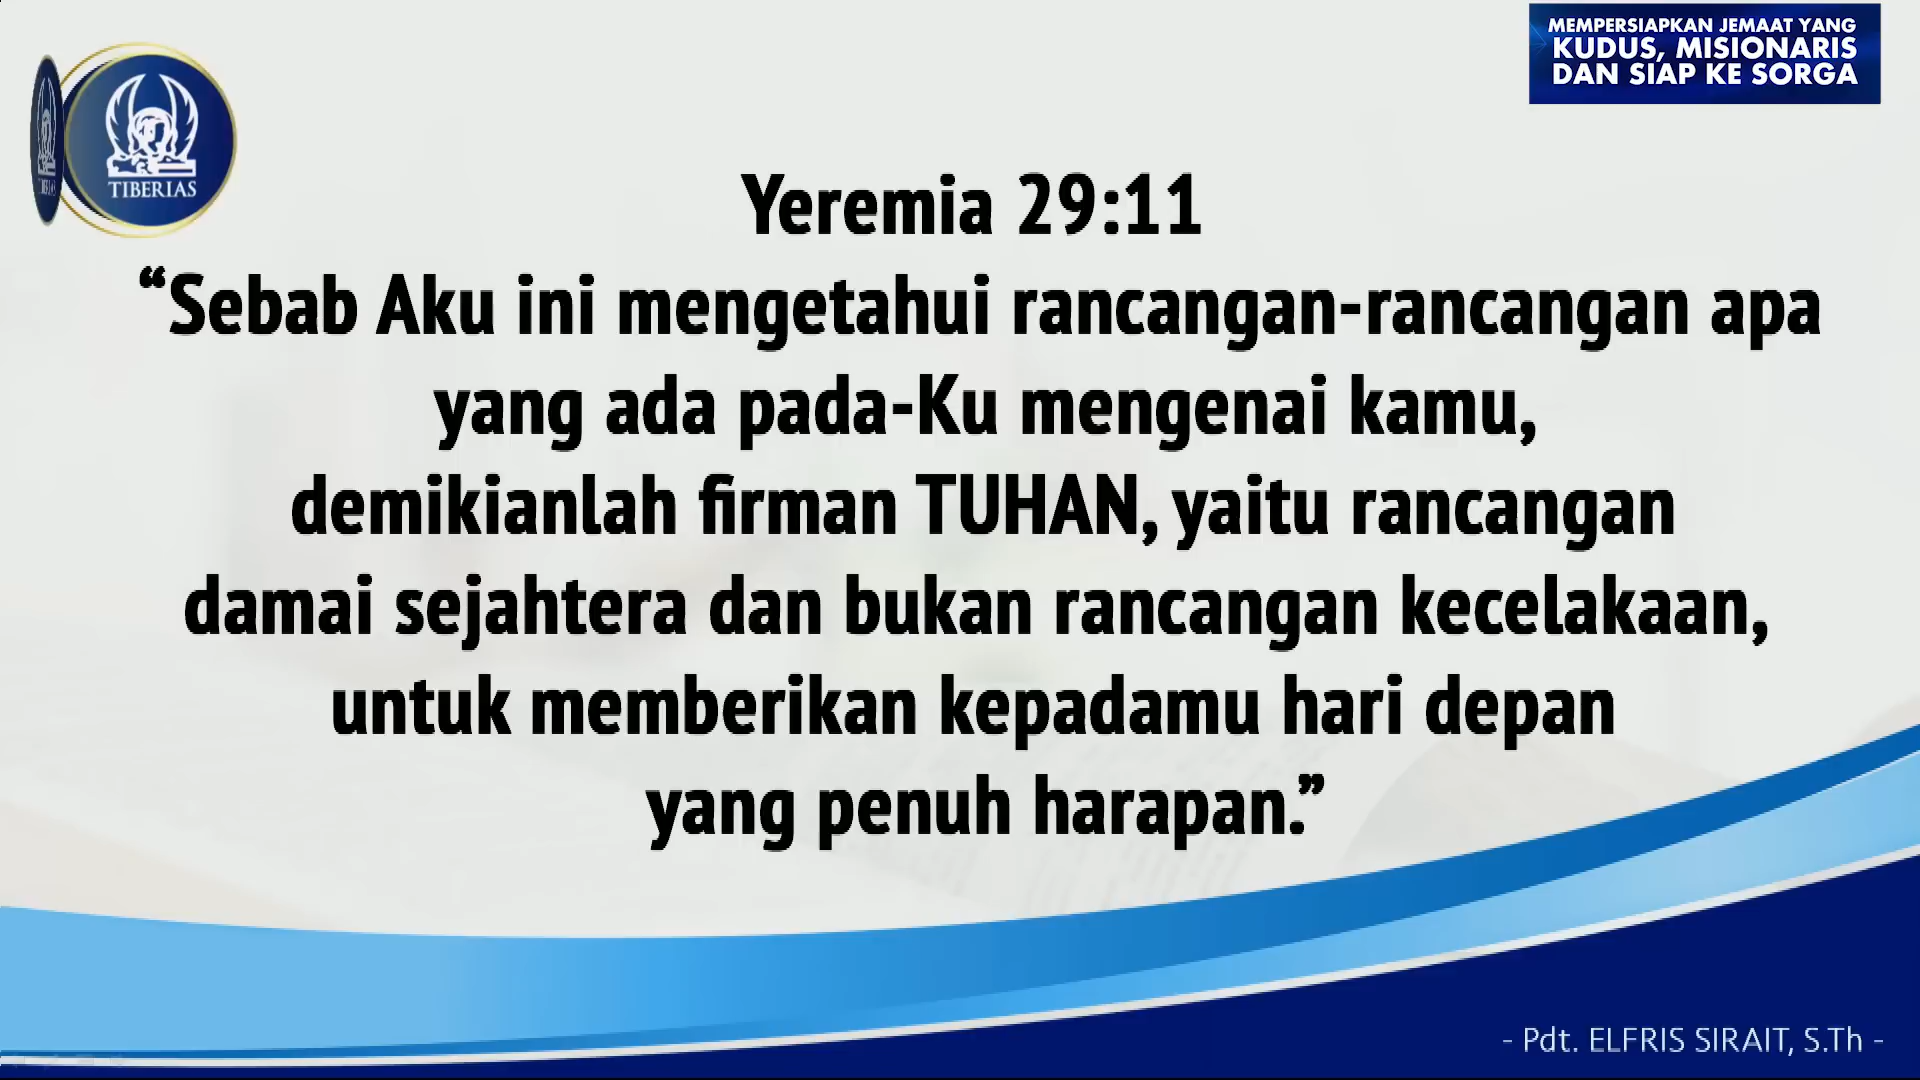 MEMPERSIAPKAN JEMAAT YANG
KUDUS, MISIONARIS
DAN SIAP KE SORGA
TIBERIAS
Yeremia 29:11
“Sebab Aku ini mengetahui rancangan-rancangan apa
yang ada pada-Ku mengenai kamu,
demikianlah firman TUHAN, yaitu rancangan
damai sejahtera dan bukan rancangan kecelakaan,
untuk memberikan kepadamu hari depan
yang penuh harapan.”
- Pdt. ELFRIS SIRAIT, S.Th -